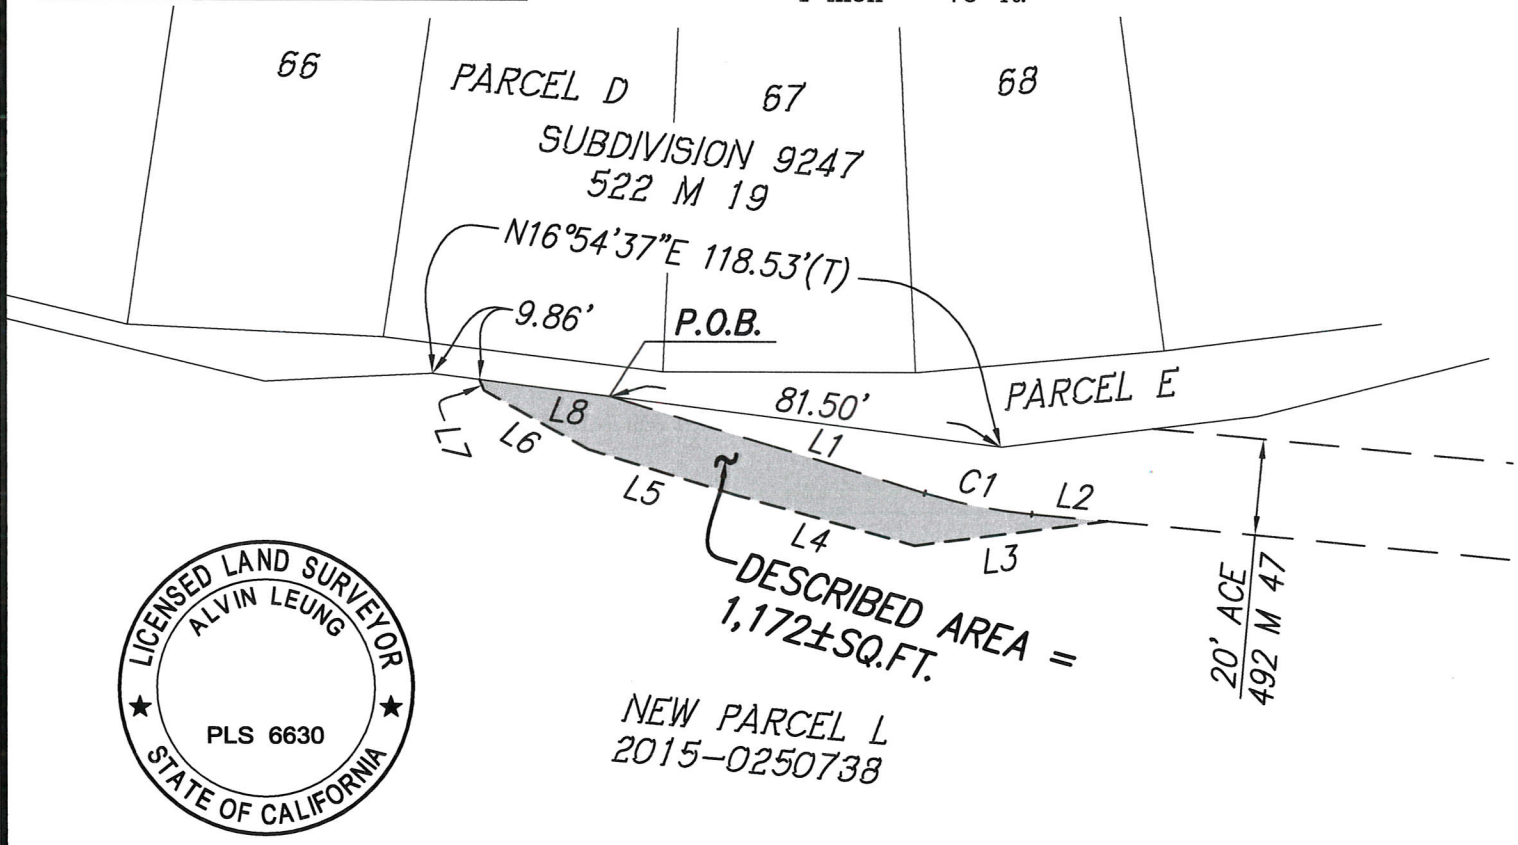 66
PARCEL D
67
68
SUBDIVISION 9247
522 M 19
N16°54'37"E 118.53'(T)
9.86'
P.O.B.
81.50'
PARCEL E
L8
L7
L6
L1
L5
C1
L2
L4
L3
DESCRIBED AREA =
1,172±SQ.FT.
20' ACE
492 M 47
LICENSED LAND SURVEYOR
ALVIN LEUNG
PLS 6630
STATE OF CALIFORNIA
NEW PARCEL L
2015-0250738